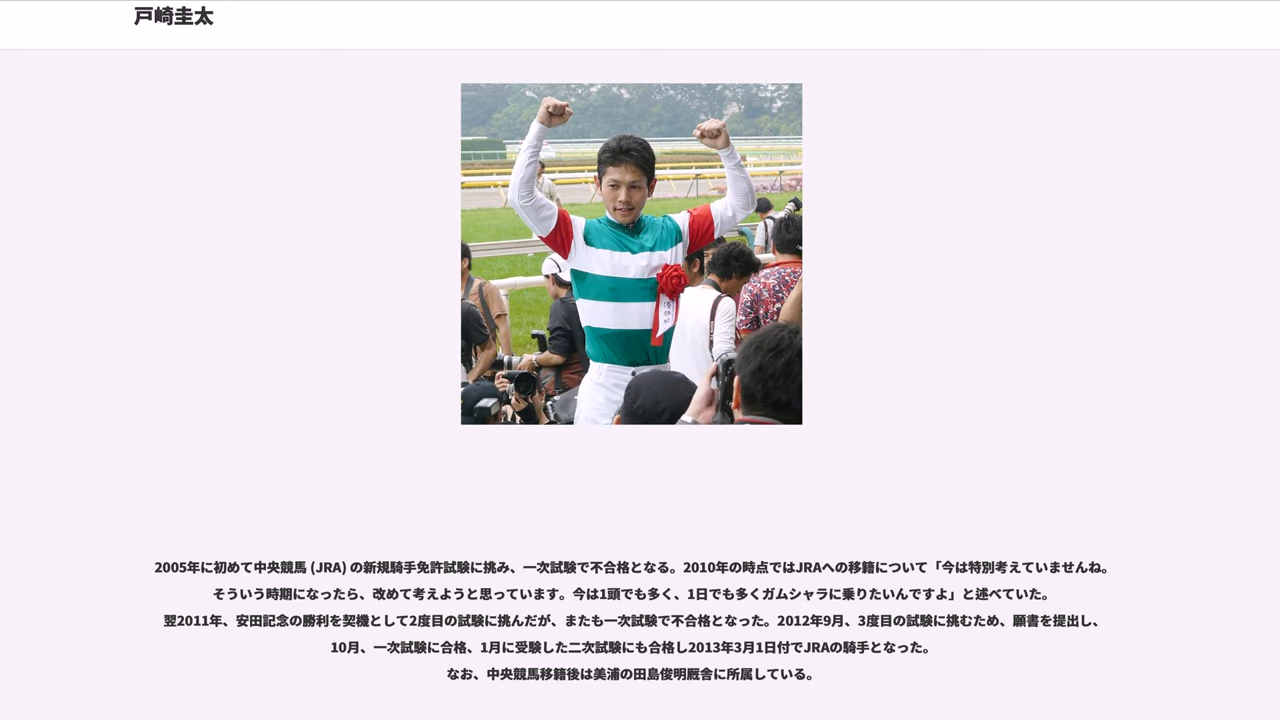 戸崎圭太
優勝
2005年に初めて中央競馬 (JRA) の新規騎手免許試験に挑み、一次試験で不合格となる。2010年の時点ではJRAへの移籍について「今は特別考えていませんね。
そういう時期になったら、改めて考えようと思っています。今は1頭でも多く、1日でも多くガムシャラに乗りたいんですよ」と述べていた。
翌2011年、安田記念の勝利を契機として2度目の試験に挑んだが、またも一次試験で不合格となった。2012年9月、3度目の試験に挑むため、願書を提出し、
10月、一次試験に合格、1月に受験した二次試験にも合格し2013年3月1日付でJRAの騎手となった。
なお、中央競馬移籍後は美浦の田島俊明厩舎に所属している。